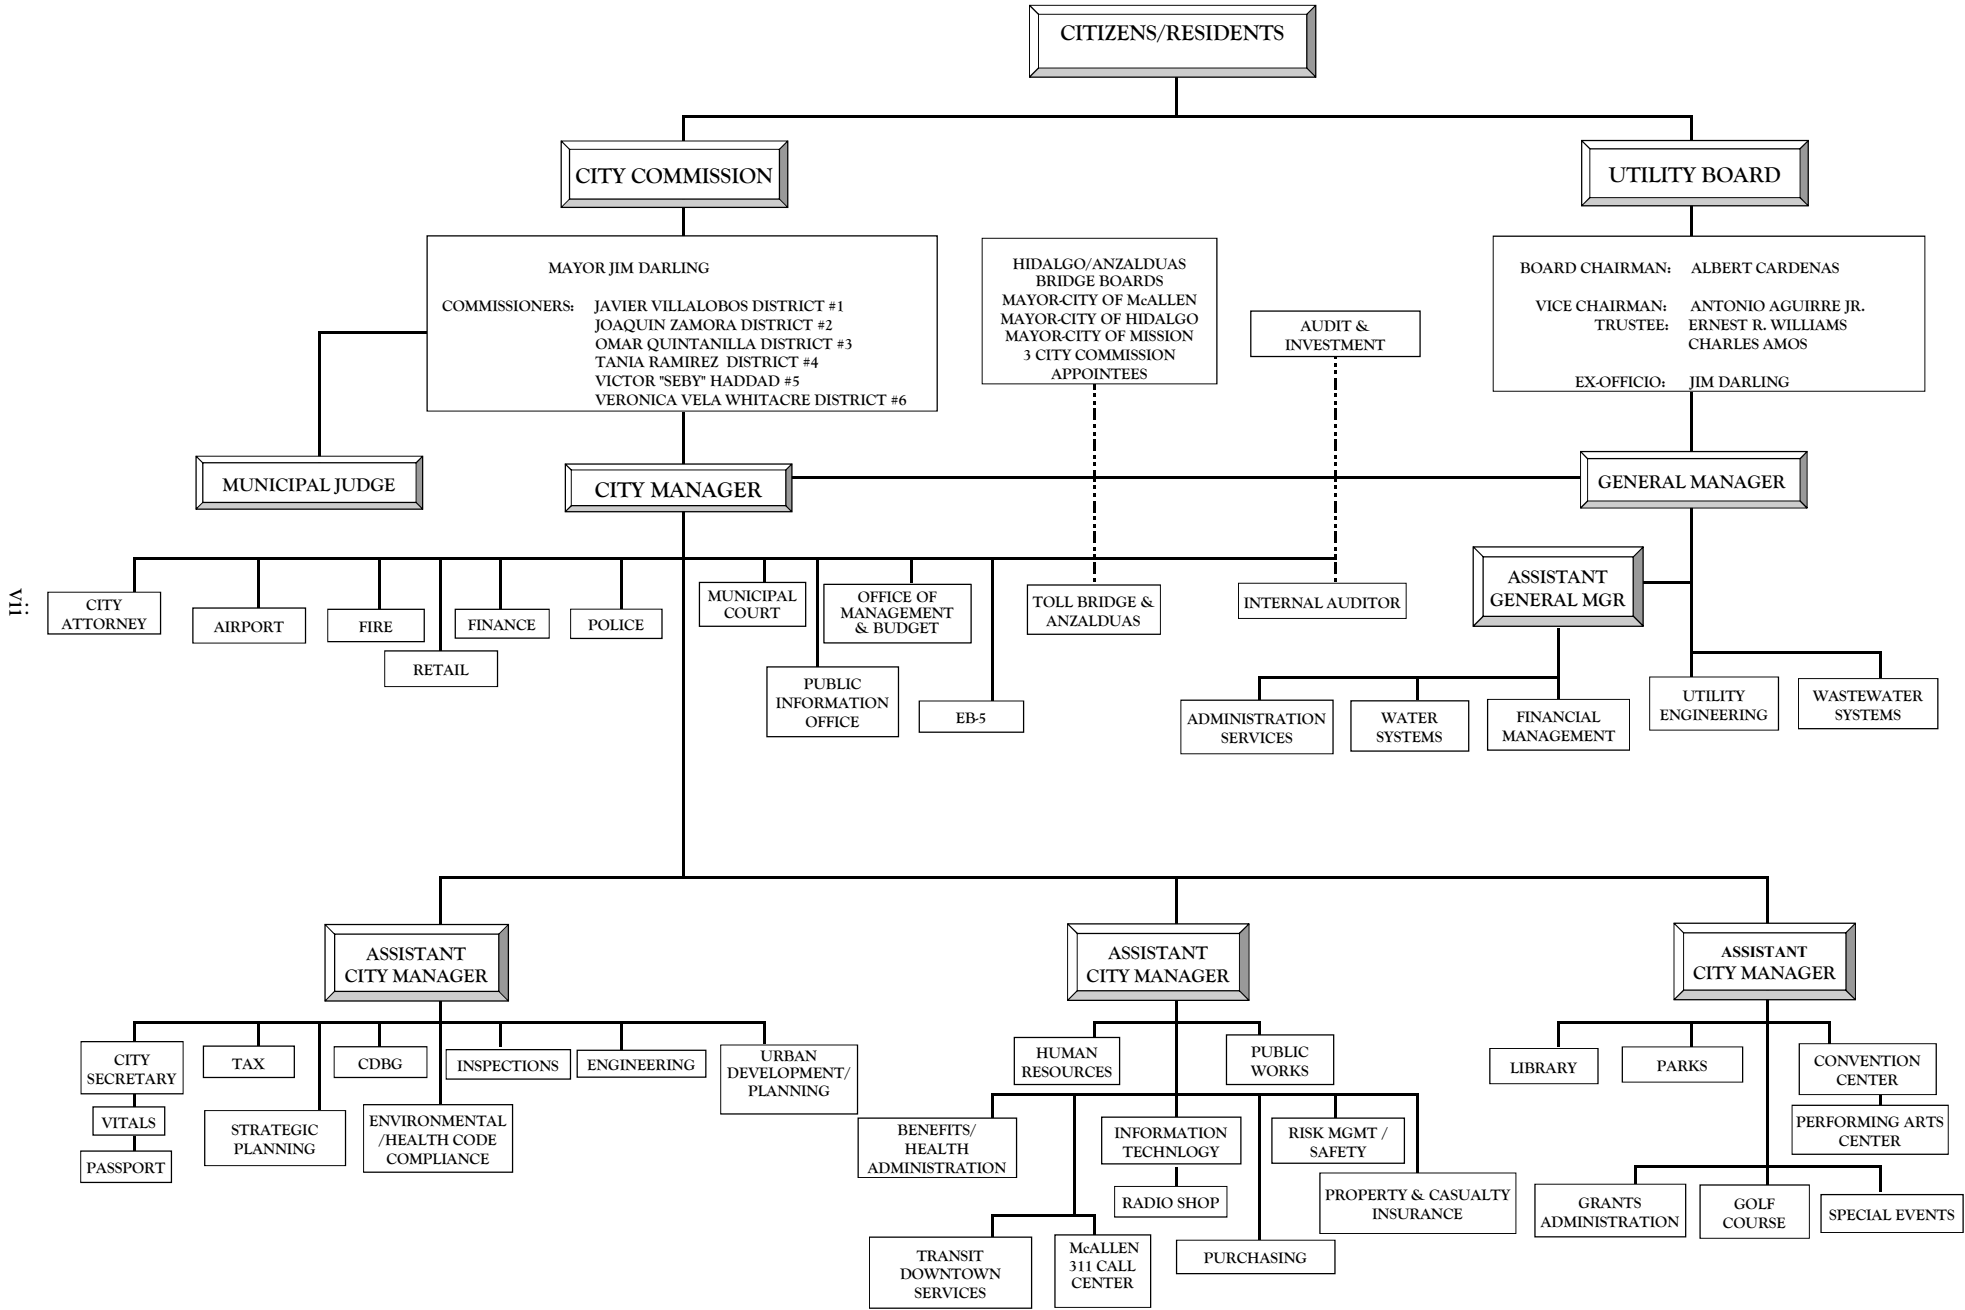 CITIZENS/RESIDENTS
CITY COMMISSION
UTILITY BOARD
MAYOR JIM DARLING
COMMISSIONERS: JAVIER VILLALOBOS DISTRICT #1
JOAQUIN ZAMORA DISTRICT #2
OMAR QUINTANILLA DISTRICT #3
TANIA RAMIREZ DISTRICT #4
VICTOR "SEBY" HADDAD #5
VERONICA VELA WHITACRE DISTRICT #6
HIDALGO/ANZALDUAS
BRIDGE BOARDS
MAYOR-CITY OF McALLEN
MAYOR-CITY OF HIDALGO
MAYOR-CITY OF MISSION
3 CITY COMMISSION
APPOINTEES
AUDIT &
INVESTMENT
BOARD CHAIRMAN: ALBERT CARDENAS
VICE CHAIRMAN: ANTONIO AGUIRRE JR.
TRUSTEE: ERNEST R. WILLIAMS
CHARLES AMOS
EX-OFFICIO: JIM DARLING
MUNICIPAL JUDGE
CITY MANAGER
GENERAL MANAGER
ASSISTANT
GENERAL MGR
vii
CITY
ATTORNEY
AIRPORT
FIRE
RETAIL
FINANCE
POLICE
MUNICIPAL
COURT
PUBLIC
INFORMATION
OFFICE
OFFICE OF
MANAGEMENT
& BUDGET
EB-5
TOLL BRIDGE &
ANZALDUAS
INTERNAL AUDITOR
ADMINISTRATION
SERVICES
WATER
SYSTEMS
FINANCIAL
MANAGEMENT
UTILITY
ENGINEERING
WASTEWATER
SYSTEMS
ASSISTANT
CITY MANAGER
ASSISTANT
CITY MANAGER
ASSISTANT
CITY MANAGER
CITY
SECRETARY
VITALS
PASSPORT
TAX
STRATEGIC
PLANNING
CDBG
ENVIRONMENTAL
/HEALTH CODE
COMPLIANCE
INSPECTIONS
ENGINEERING
URBAN
DEVELOPMENT/
PLANNING
HUMAN
RESOURCES
PUBLIC
WORKS
BENEFITS/
HEALTH
ADMINISTRATION
INFORMATION
TECHNLOGY
RADIO SHOP
RISK MGMT /
SAFETY
PROPERTY & CASUALTY
INSURANCE
TRANSIT
DOWNTOWN
SERVICES
McALLEN
311 CALL
CENTER
PURCHASING
LIBRARY
PARKS
CONVENTION
CENTER
PERFORMING ARTS
CENTER
GRANTS
ADMINISTRATION
GOLF
COURSE
SPECIAL EVENTS